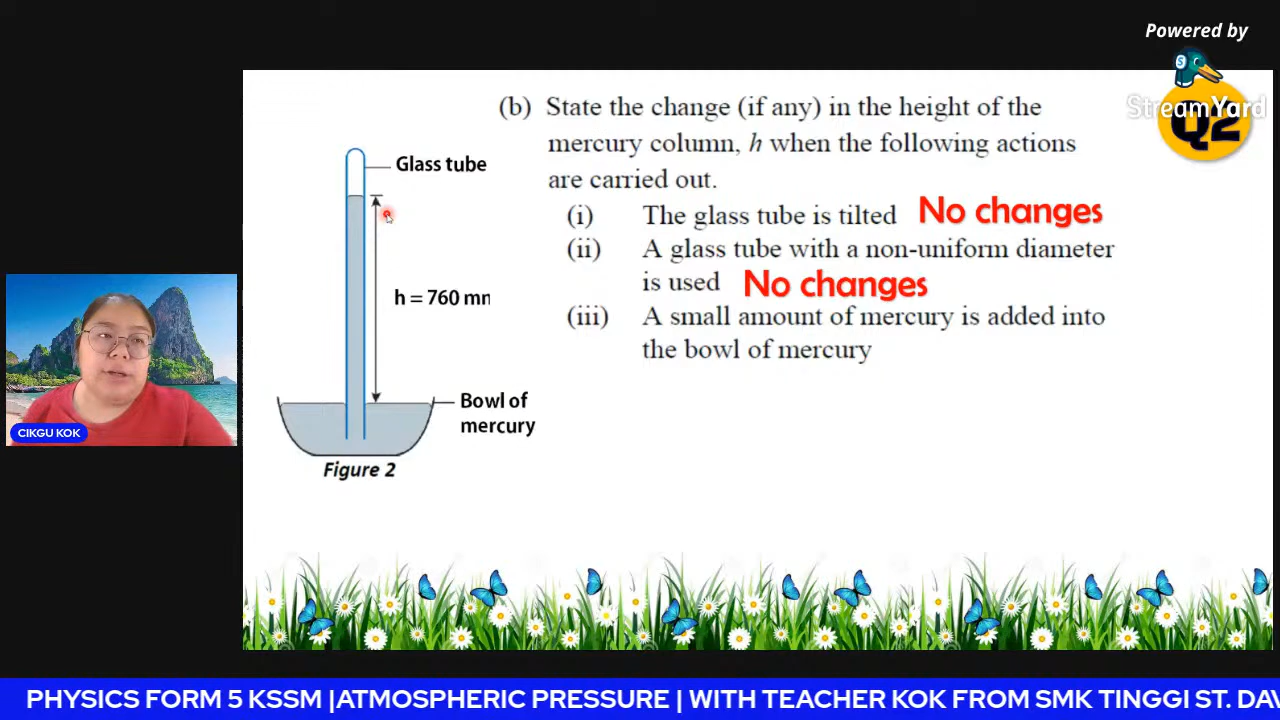 Powered by
StreamYard
Q2
(b) State the change (if any) in the height of the
mercury column, h when the following actions
are carried out.
(i) The glass tube is tilted No changes
(ii) A glass tube with a non-uniform diameter
is used No changes
(iii) A small amount of mercury is added into
the bowl of mercury
Glass tube
h = 760 mn
Bowl of
mercury
Figure 2
CIKGU KOK
PHYSICS FORM 5 KSSM |ATMOSPHERIC PRESSURE | WITH TEACHER KOK FROM SMK TINGGI ST. DAV